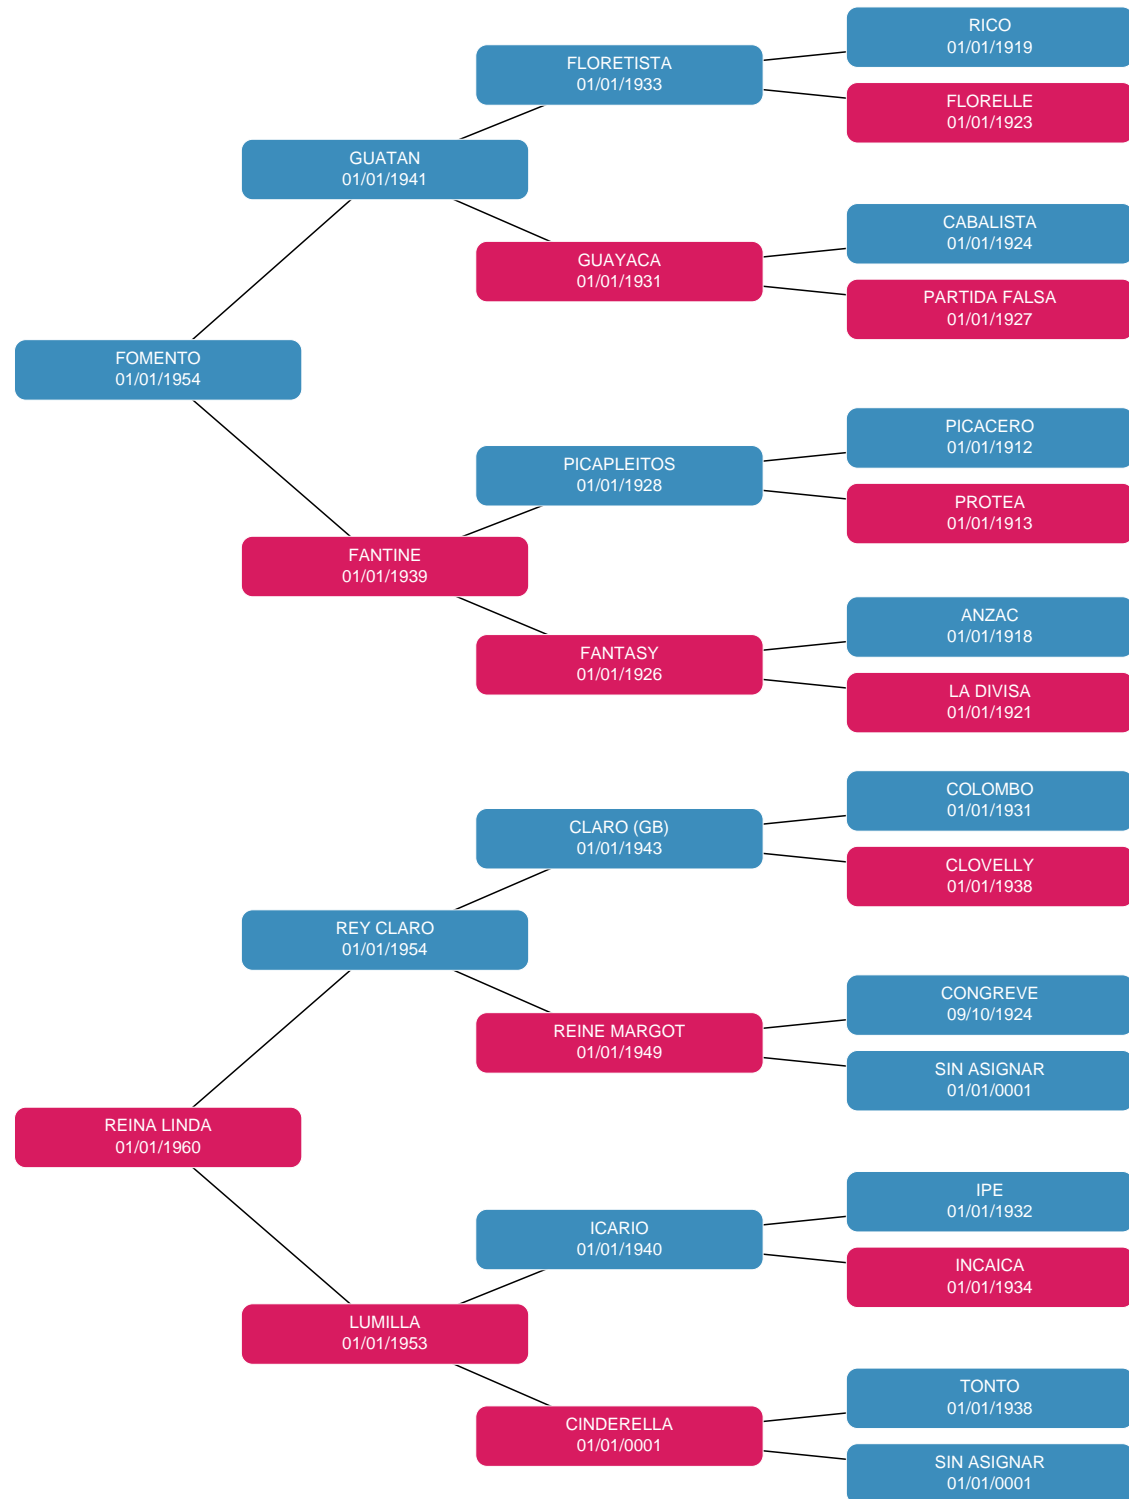 RICO
01/01/1919
FLORETISTA
01/01/1933
FLORELLE
01/01/1923
GUATAN
01/01/1941
CABALISTA
01/01/1924
GUAYACA
01/01/1931
PARTIDA FALSA
01/01/1927
FOMENTO
01/01/1954
PICACERO
01/01/1912
PICAPLEITOS
01/01/1928
PROTEA
01/01/1913
FANTINE
01/01/1939
ANZAC
01/01/1918
FANTASY
01/01/1926
LA DIVISA
01/01/1921
COLOMBO
01/01/1931
CLARO (GB)
01/01/1943
CLOVELLY
01/01/1938
REY CLARO
01/01/1954
CONGREVE
09/10/1924
REINE MARGOT
01/01/1949
SIN ASIGNAR
01/01/0001
REINA LINDA
01/01/1960
IPE
01/01/1932
ICARIO
01/01/1940
INCAICA
01/01/1934
LUMILLA
01/01/1953
TONTO
01/01/1938
CINDERELLA
01/01/0001
SIN ASIGNAR
01/01/0001